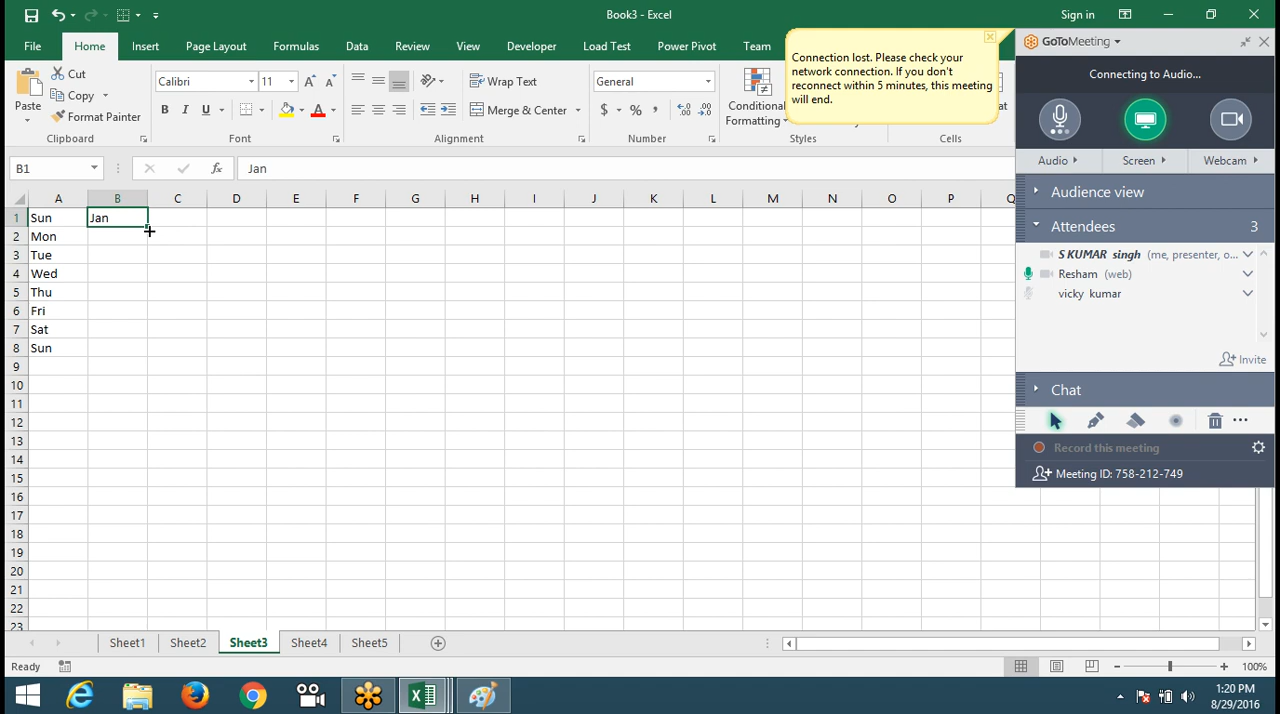 Book3 - Excel
Sign in
File Home Insert Page Layout Formulas Data Review View Developer Load Test Power Pivot Team
Connection lost. Please check your
network connection. If you don't
reconnect within 5 minutes, this meeting
will end.
Paste
Cut
Copy
Format Painter
Clipboard
Calibri 11
B I U
Font
Wrap Text
Merge & Center
Alignment
General
$ % ,
Number
Conditional
Formatting
Styles
Cells
B1 fx Jan
A B C D E F G H I J K L M N O P Q
1 Sun Jan
2 Mon
3 Tue
4 Wed
5 Thu
6 Fri
7 Sat
8 Sun
9
10
11
12
13
14
15
16
17
18
19
20
21
22
23
GoToMeeting
Connecting to Audio...
Audio Screen Webcam
Audience view
Attendees 3
S KUMAR singh (me, presenter, o...
Resham (web)
vicky kumar
Invite
Chat
Record this meeting
Meeting ID: 758-212-749
Sheet1 Sheet2 Sheet3 Sheet4 Sheet5
Ready
100%
1:20 PM
8/29/2016